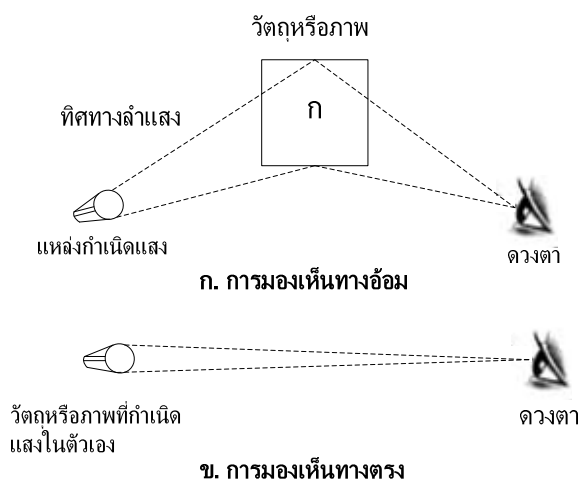 วัตถุหรือภาพ
ก
ทิศทางลำแสง
แหล่งกำเนิดแสง
ดวงตา
ก. การมองเห็นทางอ้อม
วัตถุหรือภาพที่กำเนิด
แสงในตัวเอง
ดวงตา
ข. การมองเห็นทางตรง